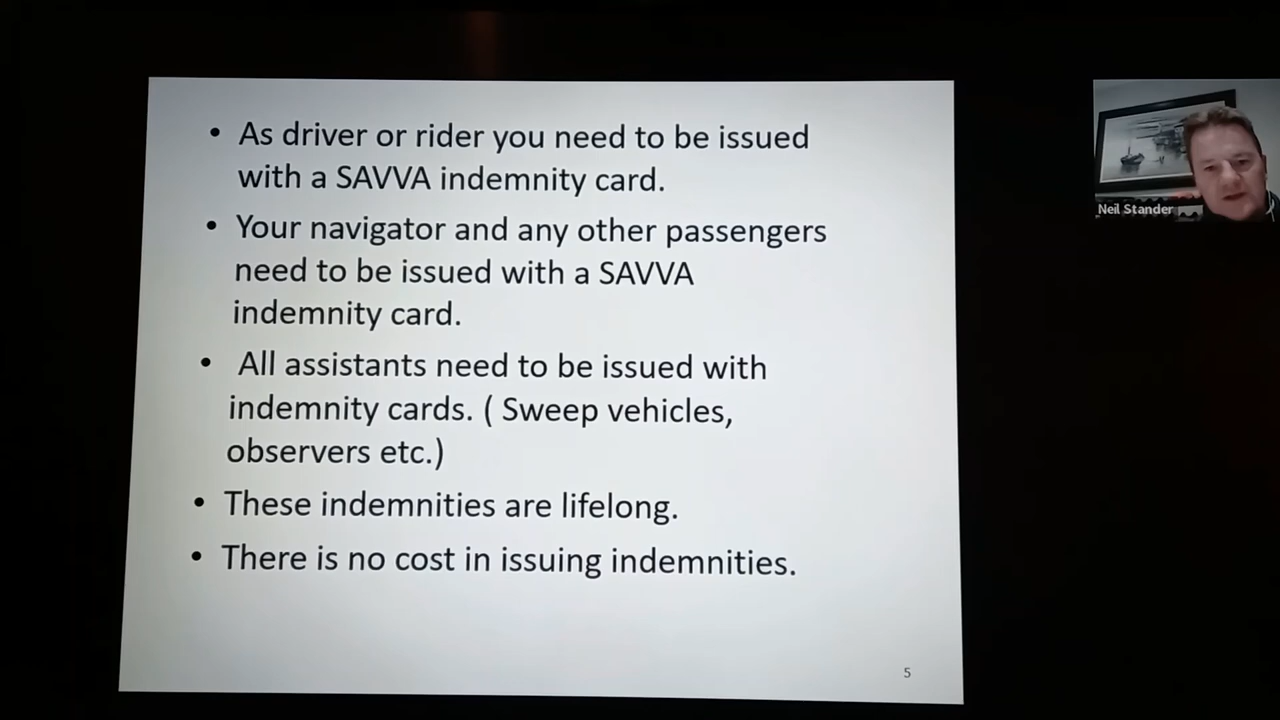 • As driver or rider you need to be issued
with a SAVVA indemnity card.
• Your navigator and any other passengers
need to be issued with a SAVVA
indemnity card.
• All assistants need to be issued with
indemnity cards. ( Sweep vehicles,
observers etc.)
• These indemnities are lifelong.
• There is no cost in issuing indemnities.
5
Neil Stander